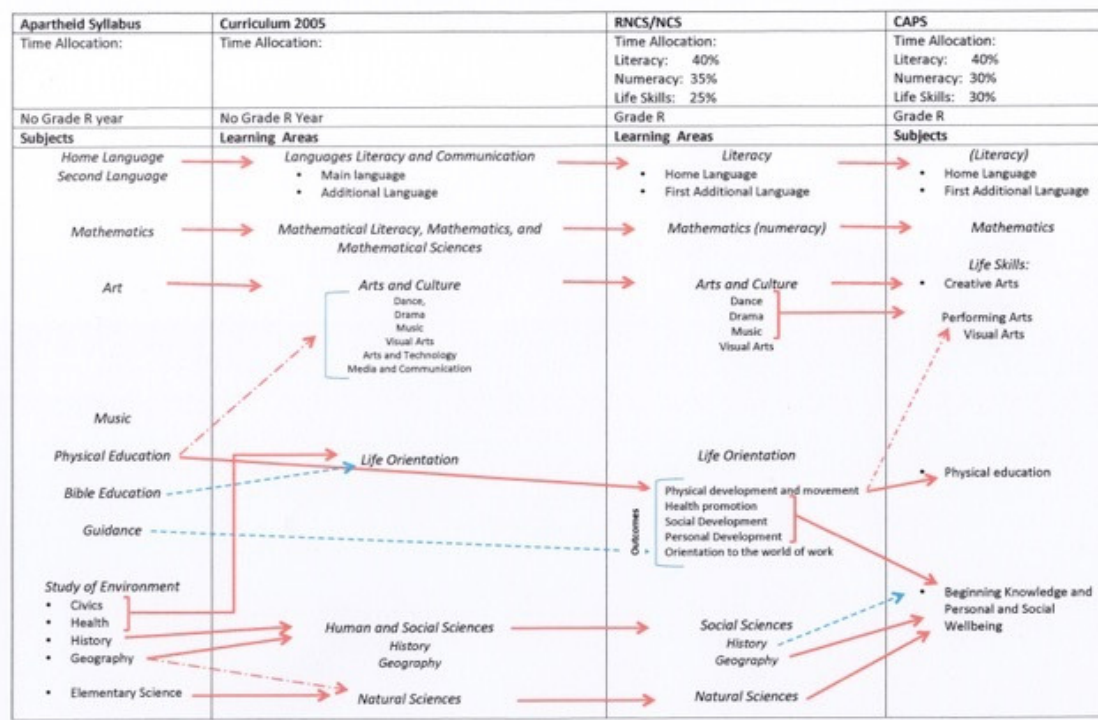 Apartheid Syllabus
Curriculum 2005
RNCS/NCS
CAPS
Time Allocation:
Time Allocation:
Time Allocation:
Literacy: 40%
Numeracy: 35%
Life Skills: 25%
Time Allocation:
Literacy: 40%
Numeracy: 30%
Life Skills: 30%
No Grade R year
No Grade R Year
Grade R
Grade R
Subjects
Learning Areas
Learning Areas
Subjects
Home Language
Second Language
Languages Literacy and Communication
• Main language
• Additional Language
Literacy
• Home Language
• First Additional Language
(Literacy)
• Home Language
• First Additional Language
Mathematics
Mathematical Literacy, Mathematics, and
Mathematical Sciences
Mathematics (numeracy)
Mathematics
Art
Arts and Culture
Dance,
Drama
Music
Visual Arts
Arts and Technology
Media and Communication
Arts and Culture
Dance
Drama
Music
Visual Arts
Life Skills:
• Creative Arts
Performing Arts
Visual Arts
Music
Physical Education
Bible Education
Guidance
Life Orientation
Life Orientation
Outcomes
Physical development and movement
Health promotion
Social Development
Personal Development
Orientation to the world of work
• Physical education
Study of Environment
• Civics
• Health
• History
• Geography
• Elementary Science
Human and Social Sciences
History
Geography
Natural Sciences
Social Sciences
History
Geography
Natural Sciences
• Beginning Knowledge and
Personal and Social
Wellbeing